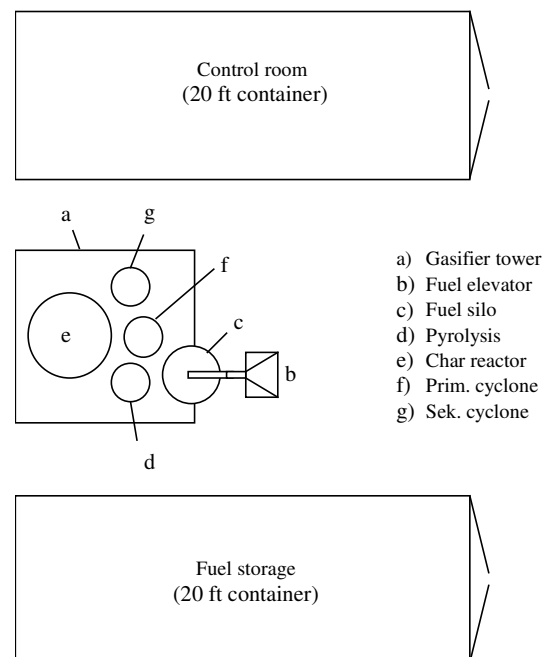 Control room
(20 ft container)
a
g
f
c
e
b
d
a) Gasifier tower
b) Fuel elevator
c) Fuel silo
d) Pyrolysis
e) Char reactor
f) Prim. cyclone
g) Sek. cyclone
Fuel storage
(20 ft container)